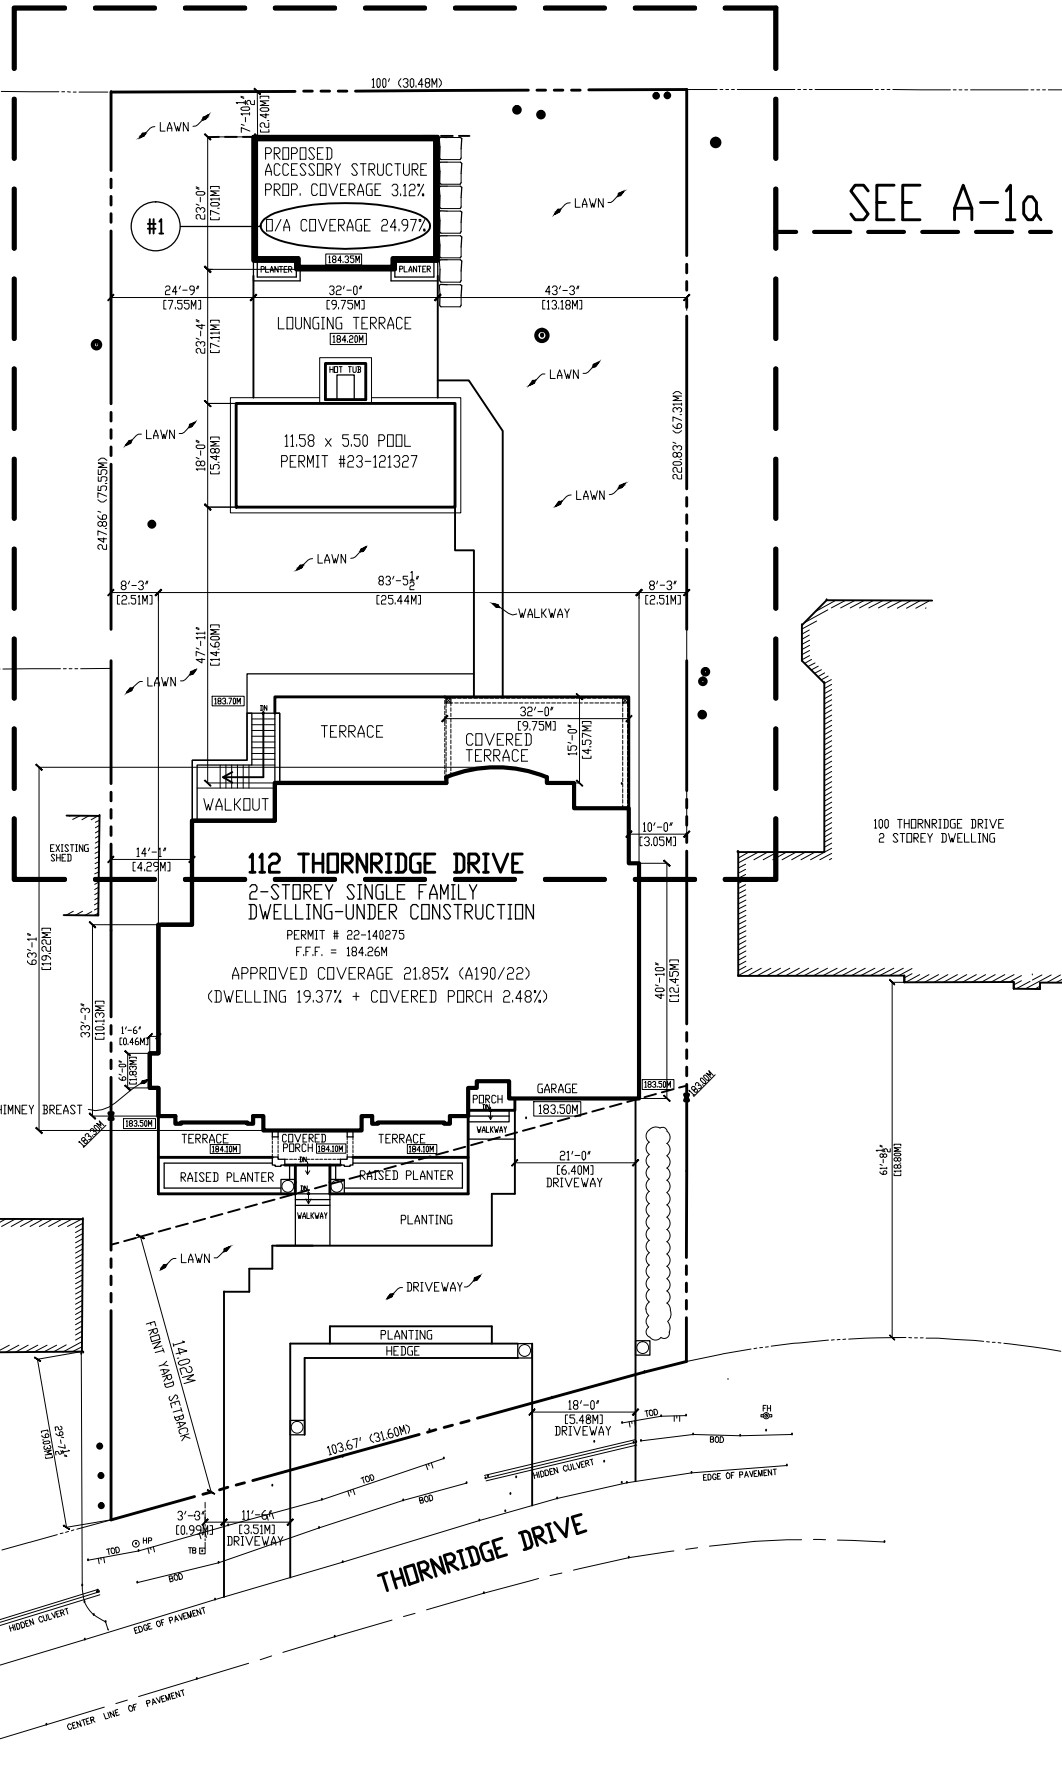 100' (30.48M)
7'-10½"
[2.40M]
LAWN
PROPOSED
ACCESSORY STRUCTURE
PROP. COVERAGE 3.12%
O/A COVERAGE 24.97%
#1
SEE A-1a
LAWN
23'-0"
[7.01M]
184.35M
PLANTER
PLANTER
24'-9"
[7.55M]
32'-0"
[9.75M]
43'-3"
[13.18M]
LOUNGING TERRACE
184.20M
23'-4"
[7.11M]
HOT TUB
LAWN
LAWN
11.58 x 5.50 POOL
PERMIT #23-121327
18'-0"
[5.48M]
220.83' (67.31M)
247.86' (75.55M)
LAWN
LAWN
8'-3"
[2.51M]
83'-5½"
[25.44M]
8'-3"
[2.51M]
WALKWAY
47'-11"
[14.60M]
LAWN
183.70M
DN
TERRACE
32'-0"
[9.75M]
COVERED
TERRACE
15'-0"
[4.57M]
WALKOUT
EXISTING
SHED
14'-1"
[4.29M]
10'-0"
[3.05M]
100 THORNRIDGE DRIVE
2 STOREY DWELLING
112 THORNRIDGE DRIVE
2-STOREY SINGLE FAMILY
DWELLING-UNDER CONSTRUCTION
PERMIT # 22-140275
F.F.F. = 184.26M
APPROVED COVERAGE 21.85% (A190/22)
(DWELLING 19.37% + COVERED PORCH 2.48%)
63'-1"
[19.22M]
33'-3"
[10.13M]
40'-10"
[12.45M]
1'-6"
[0.46M]
6'-0"
[1.83M]
HIMNEY BREAST
183.30M
183.50M
GARAGE
183.50M
183.50M
183.00M
PORCH
DN
WALKWAY
TERRACE
184.10M
COVERED
PORCH
184.10M
TERRACE
184.10M
DN
RAISED PLANTER
RAISED PLANTER
DN
WALKWAY
21'-0"
[6.40M]
DRIVEWAY
61'-8½"
[18.80M]
PLANTING
LAWN
DRIVEWAY
14.02M
FRONT YARD SETBACK
PLANTING
HEDGE
29'-7½"
[9.03M]
103.67' (31.60M)
18'-0"
[5.48M]
DRIVEWAY
TOD
FH
BOD
TOD
HIDDEN CULVERT
EDGE OF PAVEMENT
BOD
3'-3"
[0.99M]
11'-6"
[3.51M]
DRIVEWAY
HP
TOD
TB
BOD
THORNRIDGE DRIVE
HIDDEN CULVERT
EDGE OF PAVEMENT
CENTER LINE OF PAVEMENT